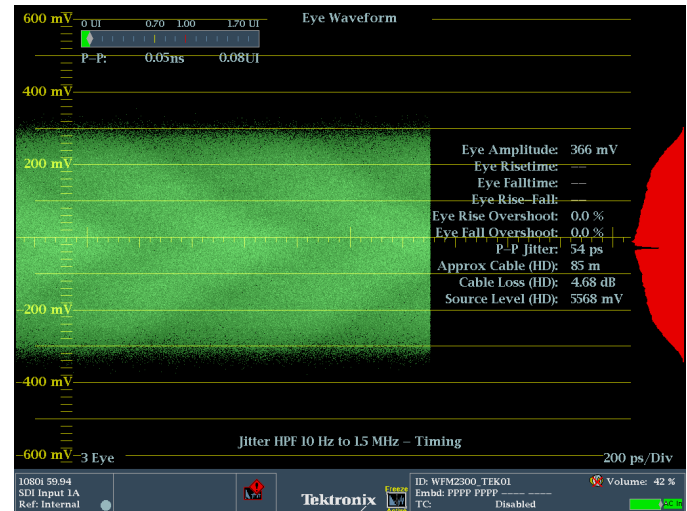 600 mV
0 UI 0.70 1.00 1.70 UI
Eye Waveform
P-P: 0.05ns 0.08UI
400 mV
Eye Amplitude: 366 mV
200 mV
Eye Risetime: ––
Eye Falltime: ––
Eye Rise-Fall: ––
Eye Rise Overshoot: 0.0 %
Eye Fall Overshoot: 0.0 %
P-P Jitter: 54 ps
Approx Cable (HD): 85 m
Cable Loss (HD): 4.68 dB
Source Level (HD): 5568 mV
-200 mV
-400 mV
Jitter HPF 10 Hz to 1.5 MHz – Timing
-600 mV
3 Eye
200 ps/Div
1080i 59.94
SDI Input 1A
Ref: Internal
Tektronix
Freeze
ID: WFM2300_TEK01
Embd: PPPP PPPP –––– ––––
TC: Disabled
Volume: 42 %